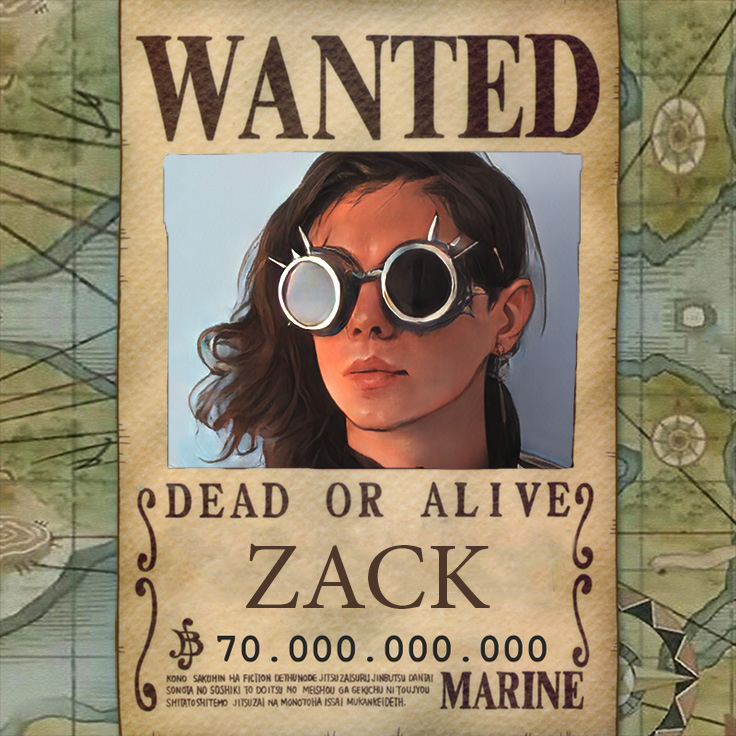 WANTED
DEAD OR ALIVE
ZACK
70.000.000.000
KONO SAKUHIN HA FICTION DETHUNODE JITSUZAISURU JINBUTSU DANTAI
SONOTA NO SOSHIKI TO DOITSU NO MEISHOU GA GEKICHU NI TOUJYOU
SHITATOSHITEMO JITSUZAI NA MONOTOHA ISSAI MUKANKEIDETH.
MARINE